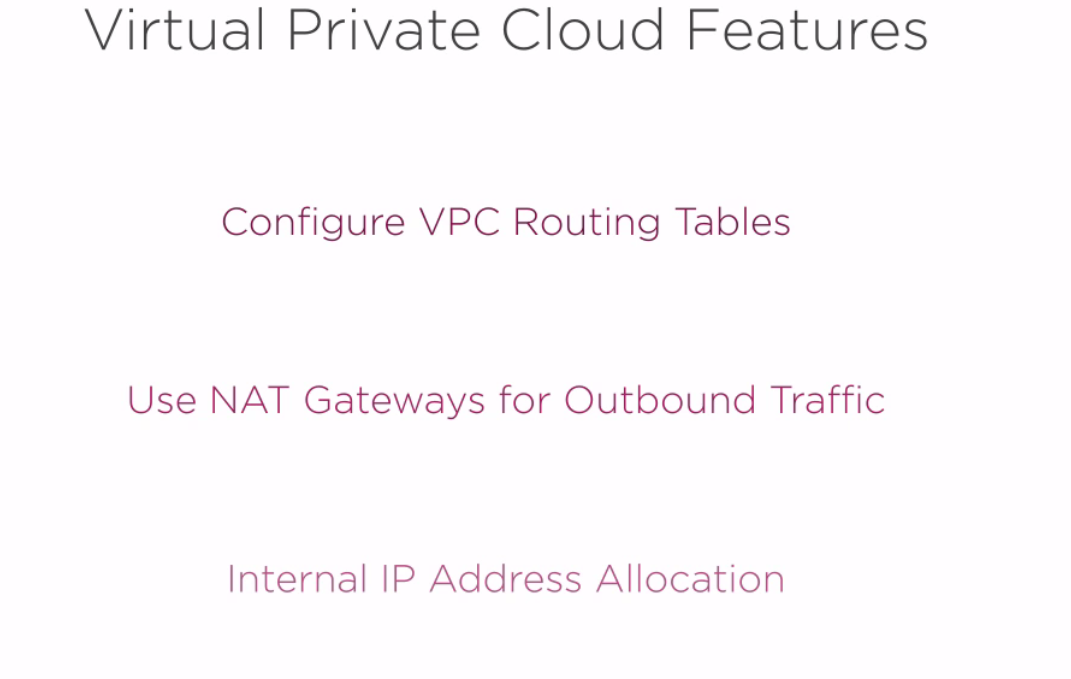 Virtual Private Cloud Features
Configure VPC Routing Tables
Use NAT Gateways for Outbound Traffic
Internal IP Address Allocation